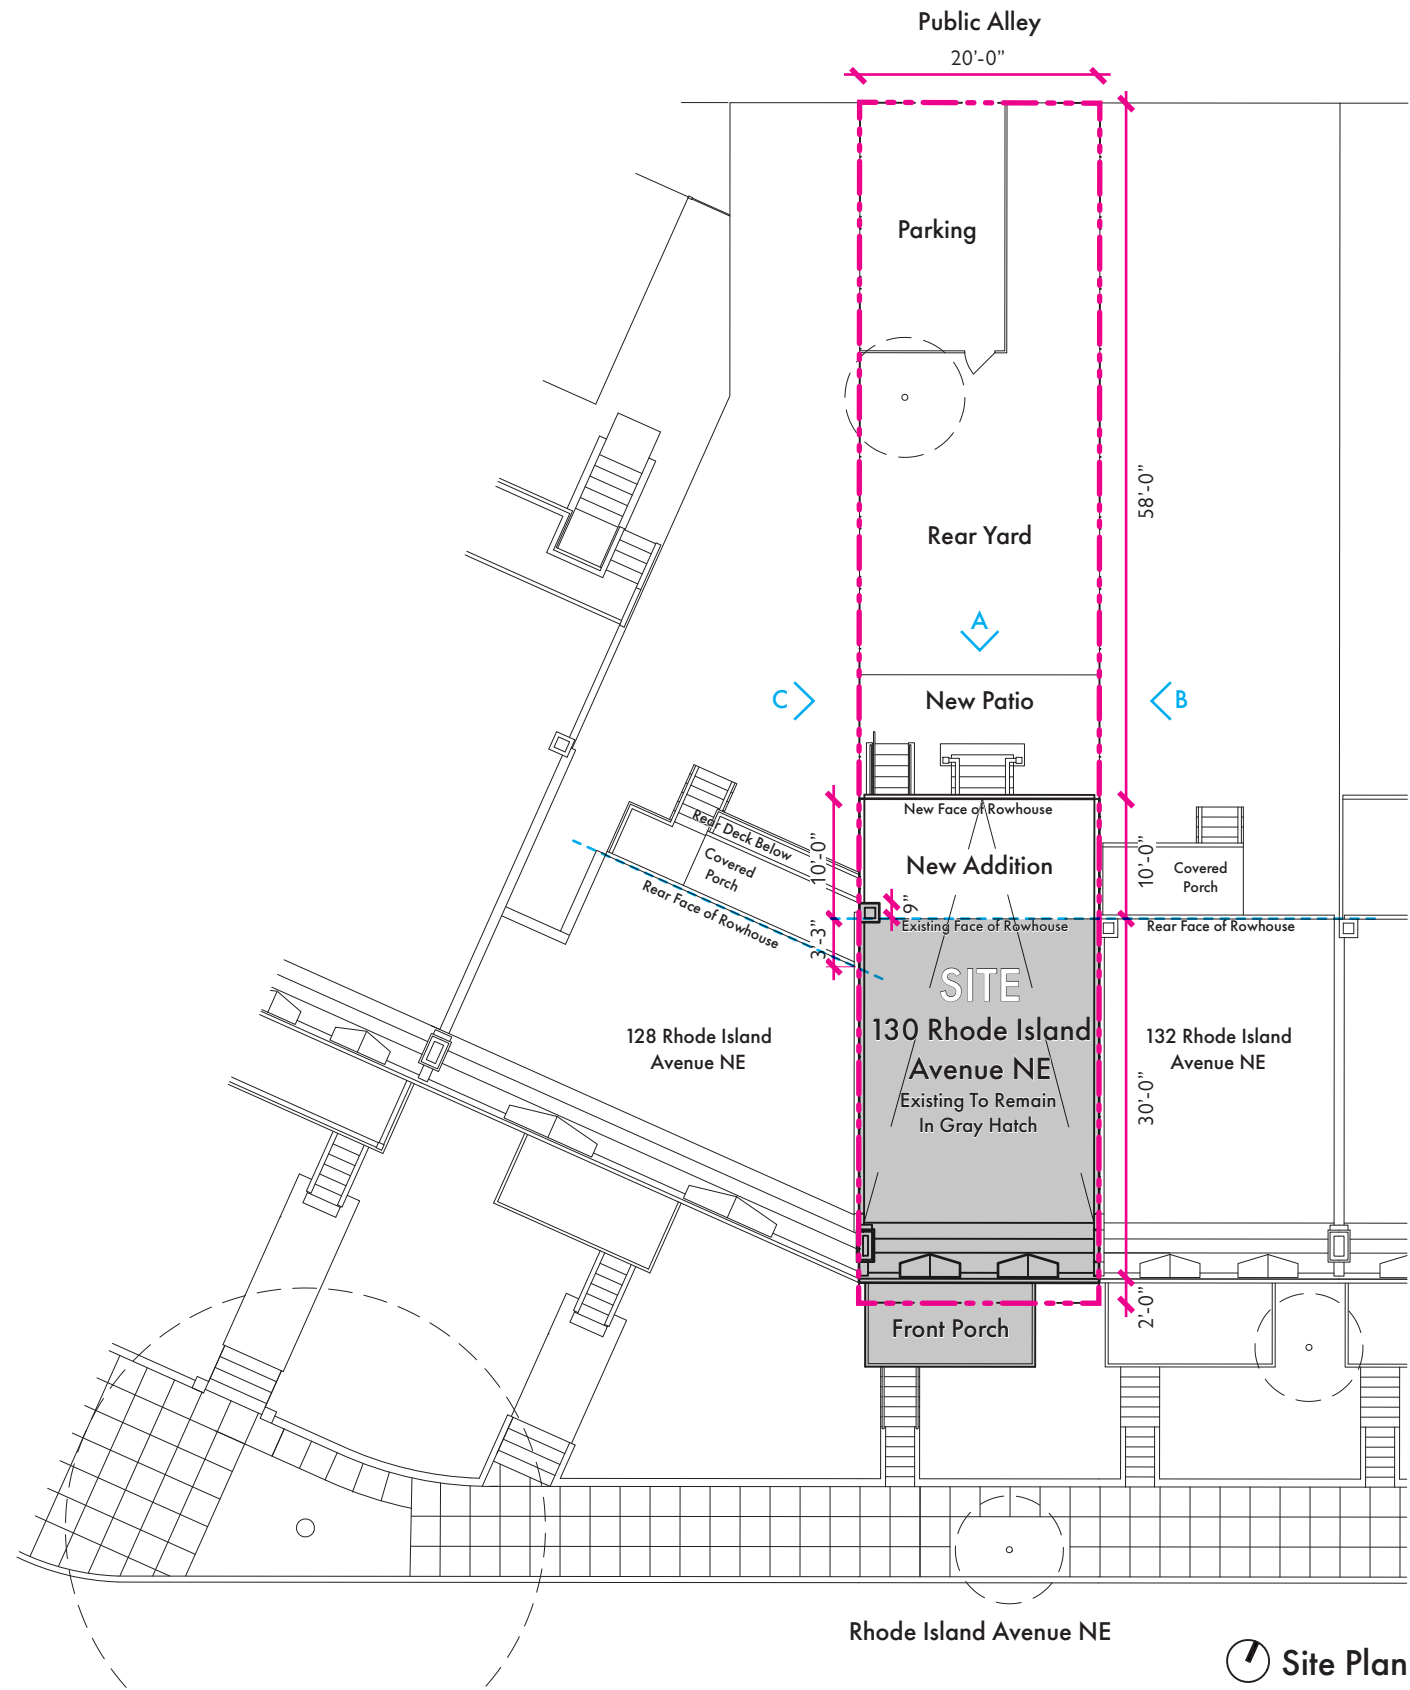 Public Alley
20'-0"
Parking
58'-0"
Rear Yard
A
C
New Patio
B
New Face of Rowhouse
Rear Deck Below
10'-0"
New Addition
10'-0"
Covered
Porch
Covered
Porch
9"
Rear Face of Rowhouse
Existing Face of Rowhouse
Rear Face of Rowhouse
3'-3"
SITE
128 Rhode Island
Avenue NE
130 Rhode Island
Avenue NE
132 Rhode Island
Avenue NE
Existing To Remain
In Gray Hatch
30'-0"
2'-0"
Front Porch
Rhode Island Avenue NE
Site Plan